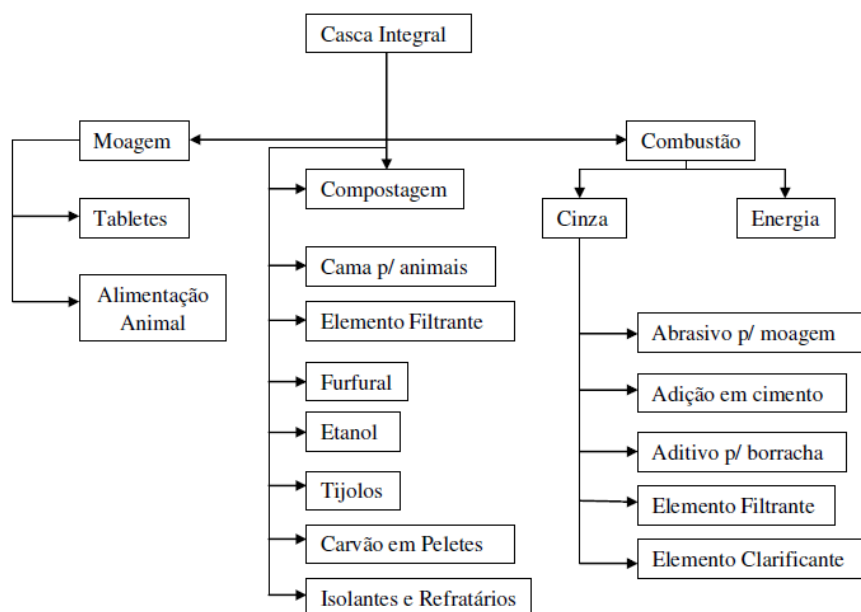 Casca Integral
Moagem
Combustão
Compostagem
Tabletes
Cinza
Energia
Cama p/ animais
Alimentação
Animal
Elemento Filtrante
Abrasivo p/ moagem
Furfural
Adição em cimento
Etanol
Aditivo p/ borracha
Tijolos
Elemento Filtrante
Carvão em Peletes
Elemento Clarificante
Isolantes e Refratários